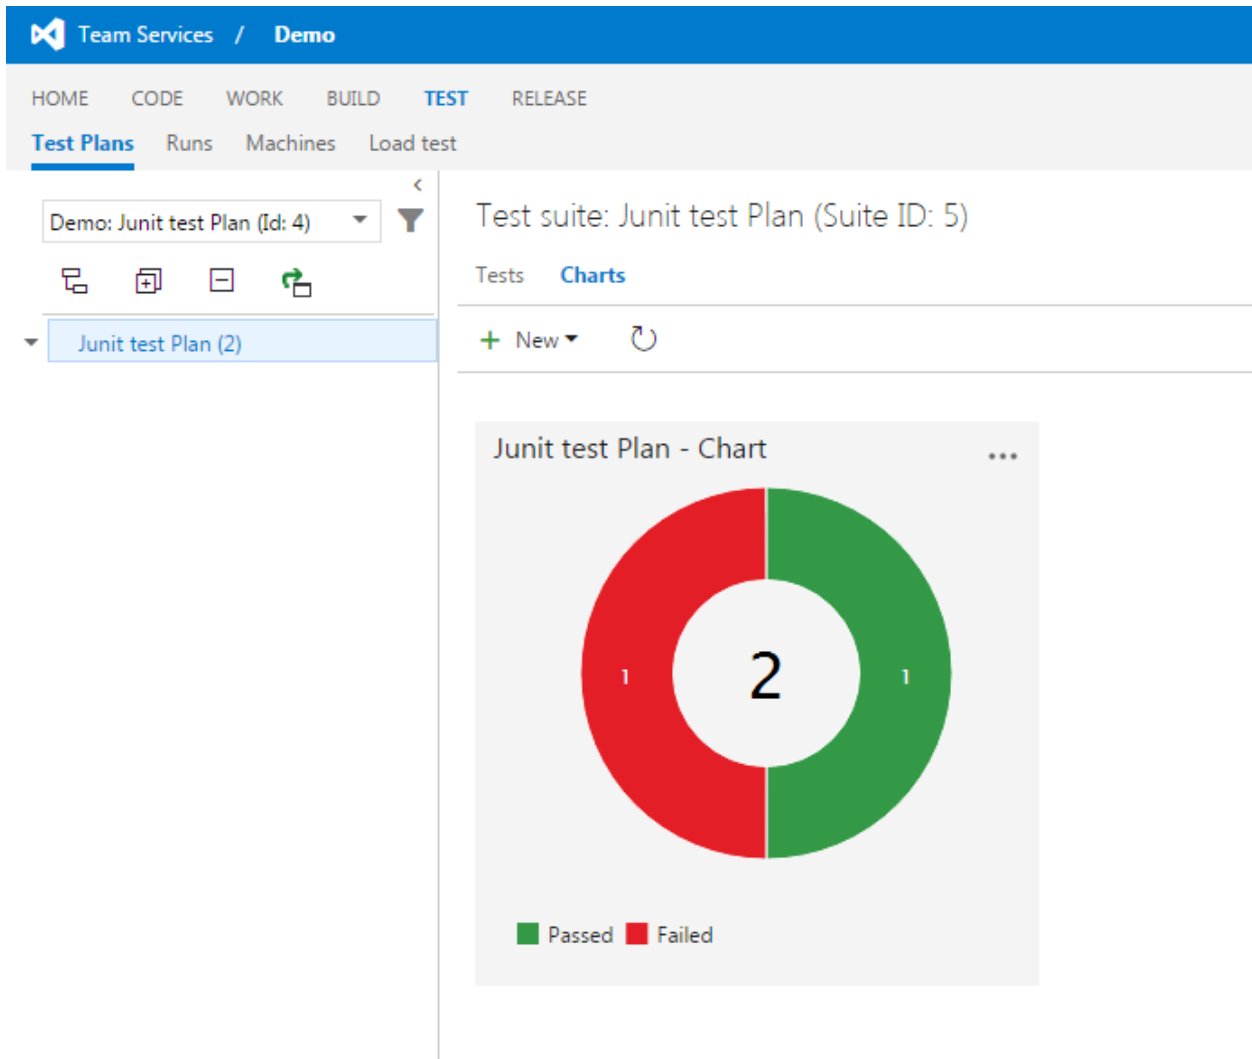 Team Services / Demo
HOME CODE WORK BUILD TEST RELEASE
Test Plans Runs Machines Load test
Demo: Junit test Plan (Id: 4)
Junit test Plan (2)
Test suite: Junit test Plan (Suite ID: 5)
Tests Charts
+ New
Junit test Plan - Chart
1 2 1
Passed Failed